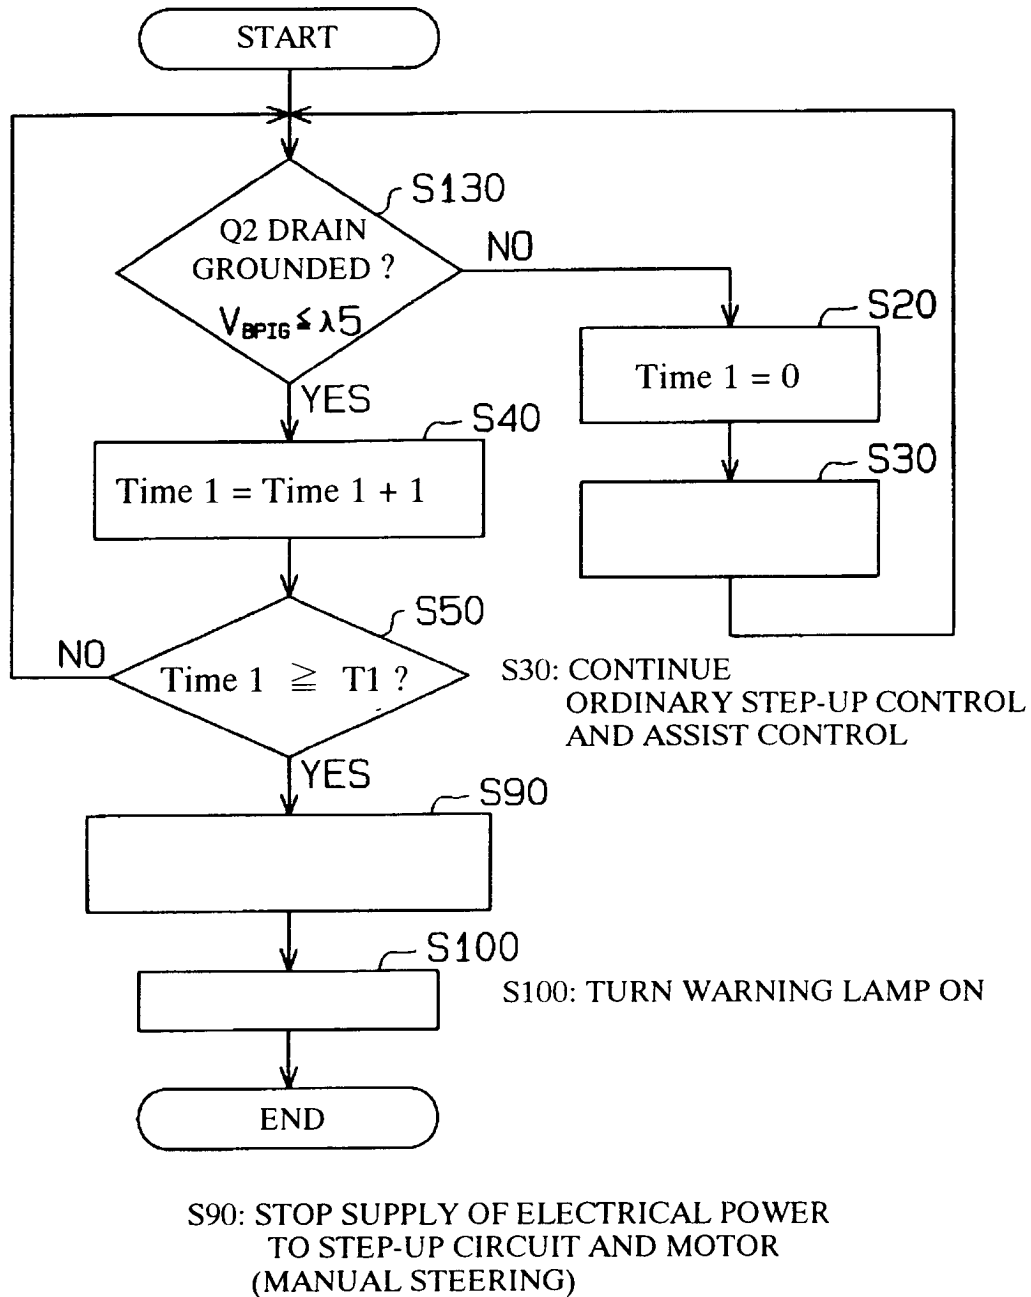 START
S130
Q2 DRAIN
GROUNDED ?
V_BPIG ≦ λ5
NO
YES
S20
Time 1 = 0
S40
Time 1 = Time 1 + 1
S30
S50
NO
Time 1 ≧ T1 ?
YES
S30: CONTINUE
ORDINARY STEP-UP CONTROL
AND ASSIST CONTROL
S90
S100
S100: TURN WARNING LAMP ON
END
S90: STOP SUPPLY OF ELECTRICAL POWER
TO STEP-UP CIRCUIT AND MOTOR
(MANUAL STEERING)